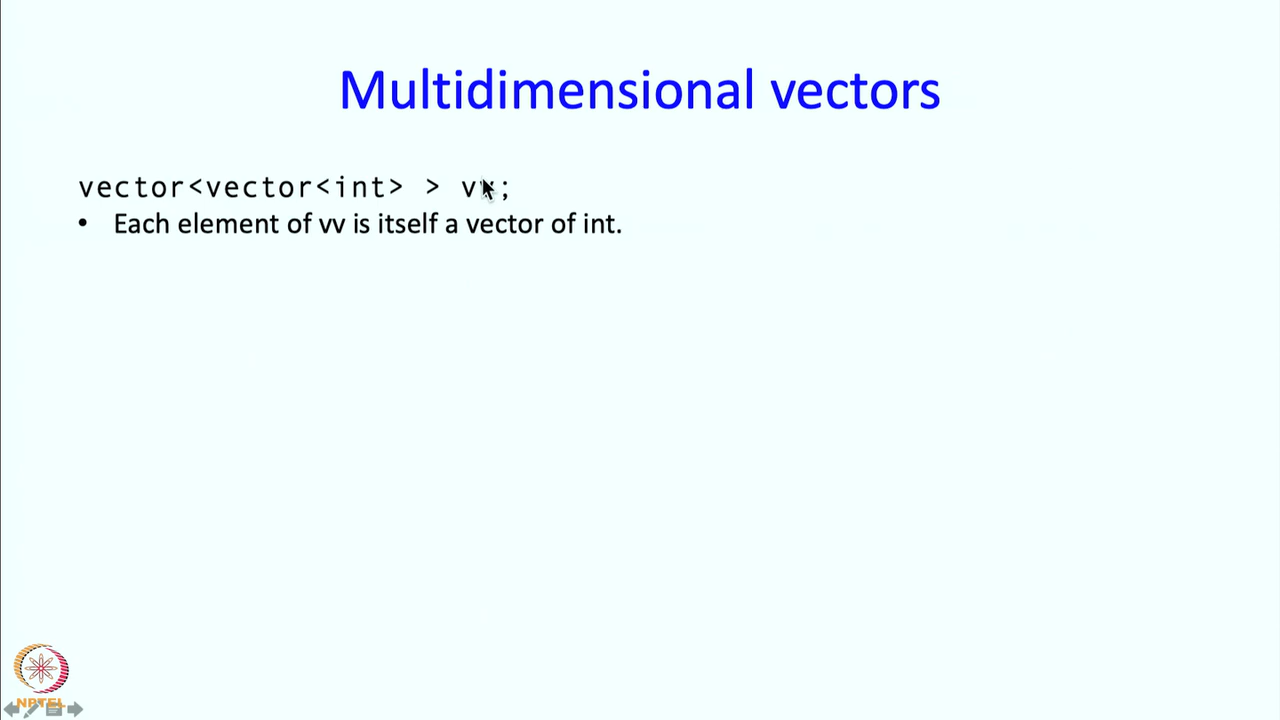 Multidimensional vectors
vector<vector<int> > vv;
• Each element of vv is itself a vector of int.
NPTEL